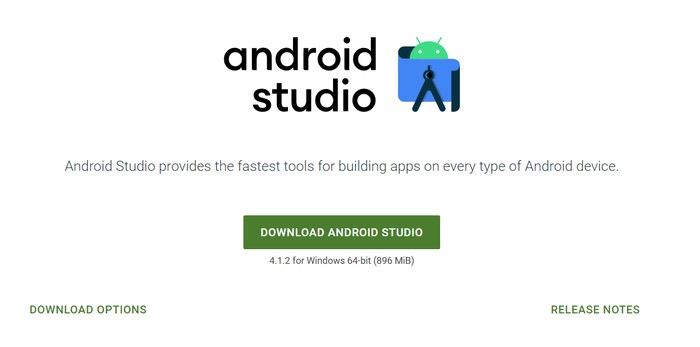 android
studio
Android Studio provides the fastest tools for building apps on every type of Android device.
DOWNLOAD ANDROID STUDIO
4.1.2 for Windows 64-bit (896 MiB)
DOWNLOAD OPTIONS
RELEASE NOTES